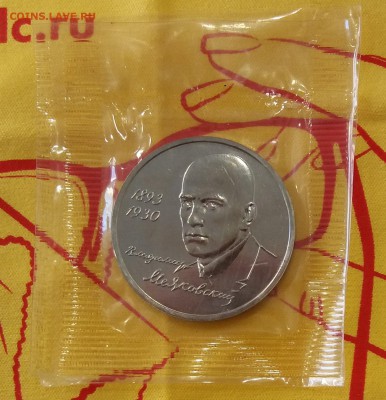 COINS.LAVE.RU
lc.ru
1893
1930
Владимир
Маяковский